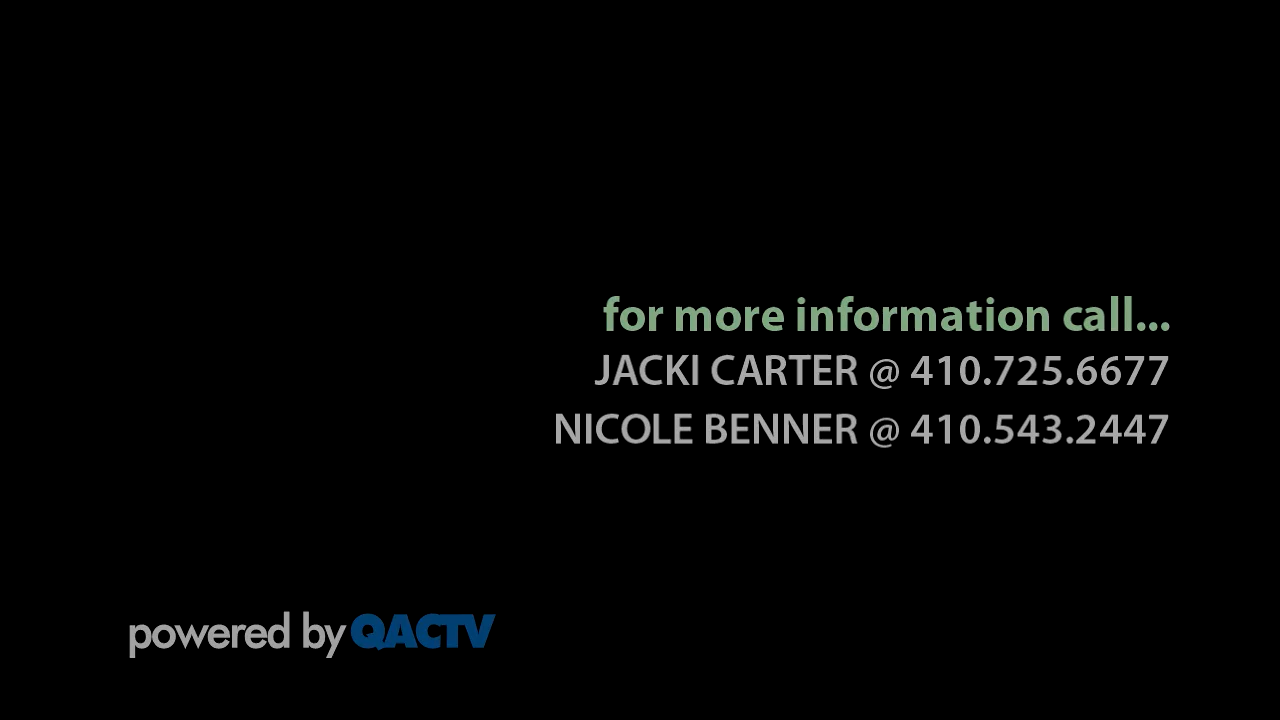 for more information call...
JACKI CARTER @ 410.725.6677
NICOLE BENNER @ 410.543.2447
powered by QACTV